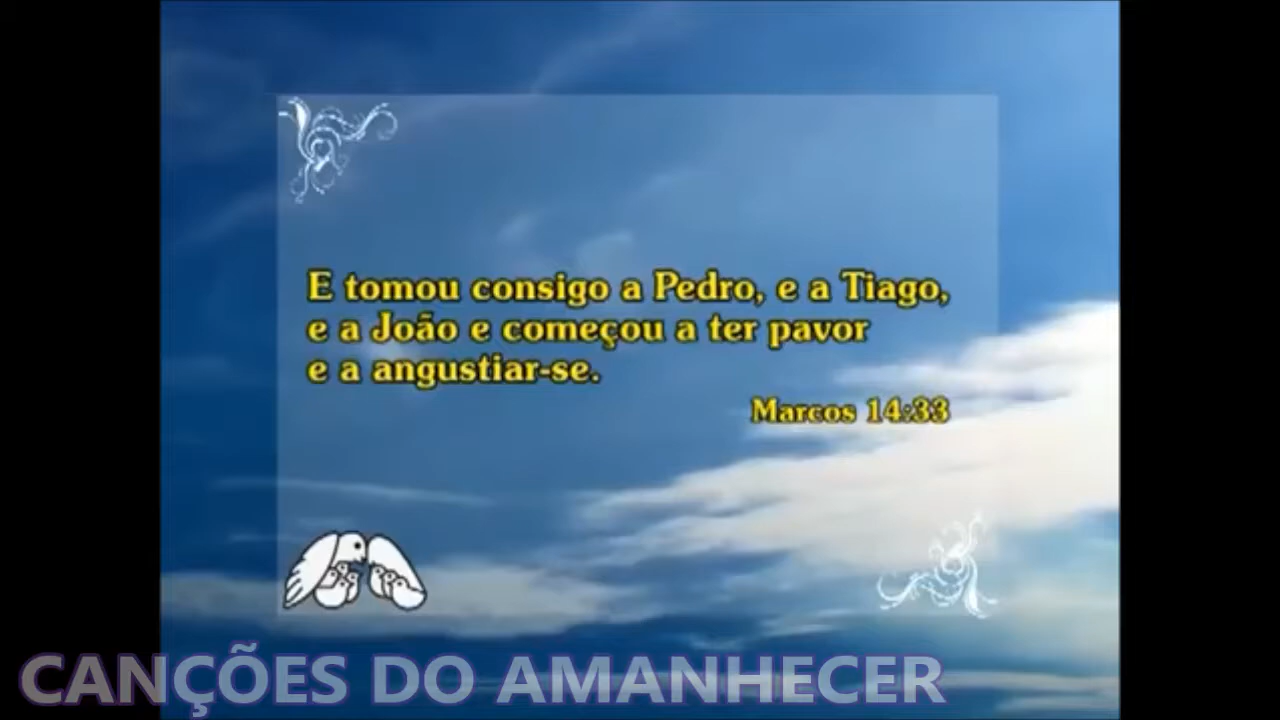 E tomou consigo a Pedro, e a Tiago,
e a João e começou a ter pavor
e a angustiar-se.
Marcos 14:33
CANÇÕES DO AMANHECER